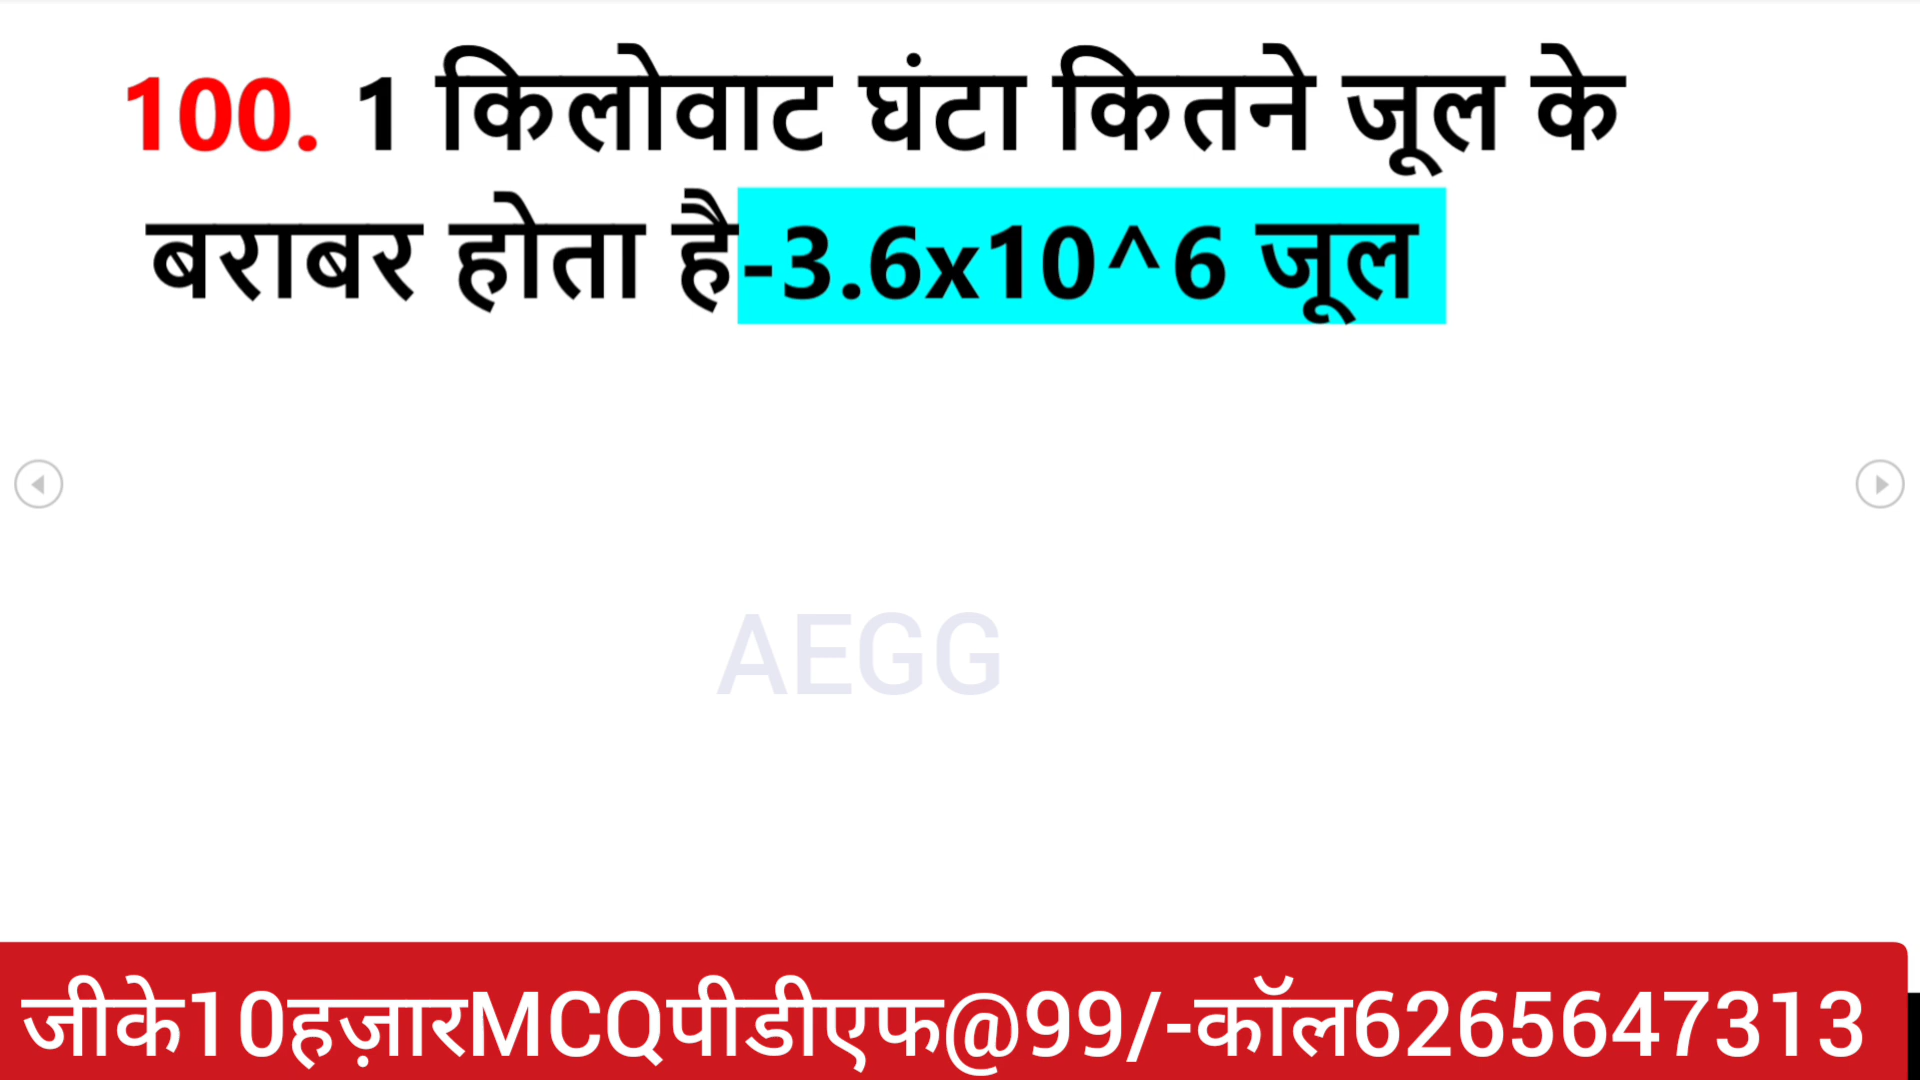 100. 1 किलोवाट घंटा कितने जूल के
बराबर होता है-3.6x10^6 जूल
AEGG
जीके10हज़ारMCQपीडीएफ@99/-कॉल6265647313